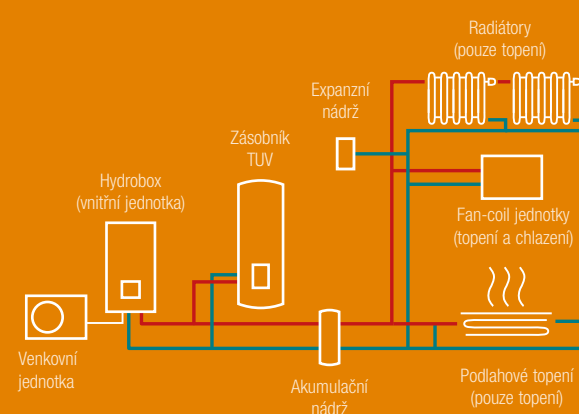 Radiátory
(pouze topení)
Expanzní
nádrž
Zásobník
TUV
Hydrobox
(vnitřní jednotka)
Fan-coil jednotky
(topení a chlazení)
Venkovní
jednotka
Akumulační
nádrž
Podlahové topení
(pouze topení)